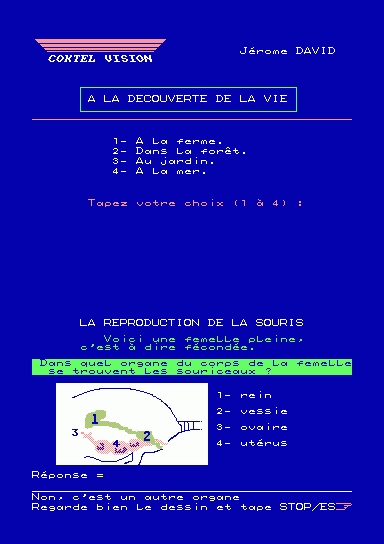 COKTEL VISION
Jérome DAVID
A LA DECOUVERTE DE LA VIE
1- A la ferme.
2- Dans la forêt.
3- Au jardin.
4- A la mer.
Tapez votre choix (1 à 4) :
LA REPRODUCTION DE LA SOURIS
Voici une femelle pleine,
c'est à dire fécondée.
Dans quel organe du corps de la femelle
se trouvent les souriceaux ?
1
2
3
4
1- rein
2- vessie
3- ovaire
4- utérus
Réponse =
Non, c'est un autre organe
Regarde bien le dessin et tape STOP/ES